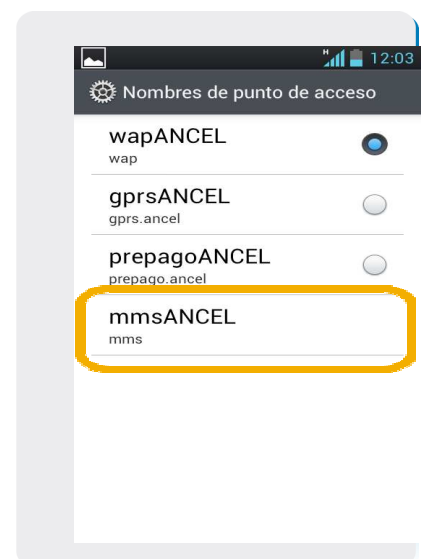 H 12:03
Nombres de punto de acceso
wapANCEL
wap
gprsANCEL
gprs.ancel
prepagoANCEL
prepago.ancel
mmsANCEL
mms